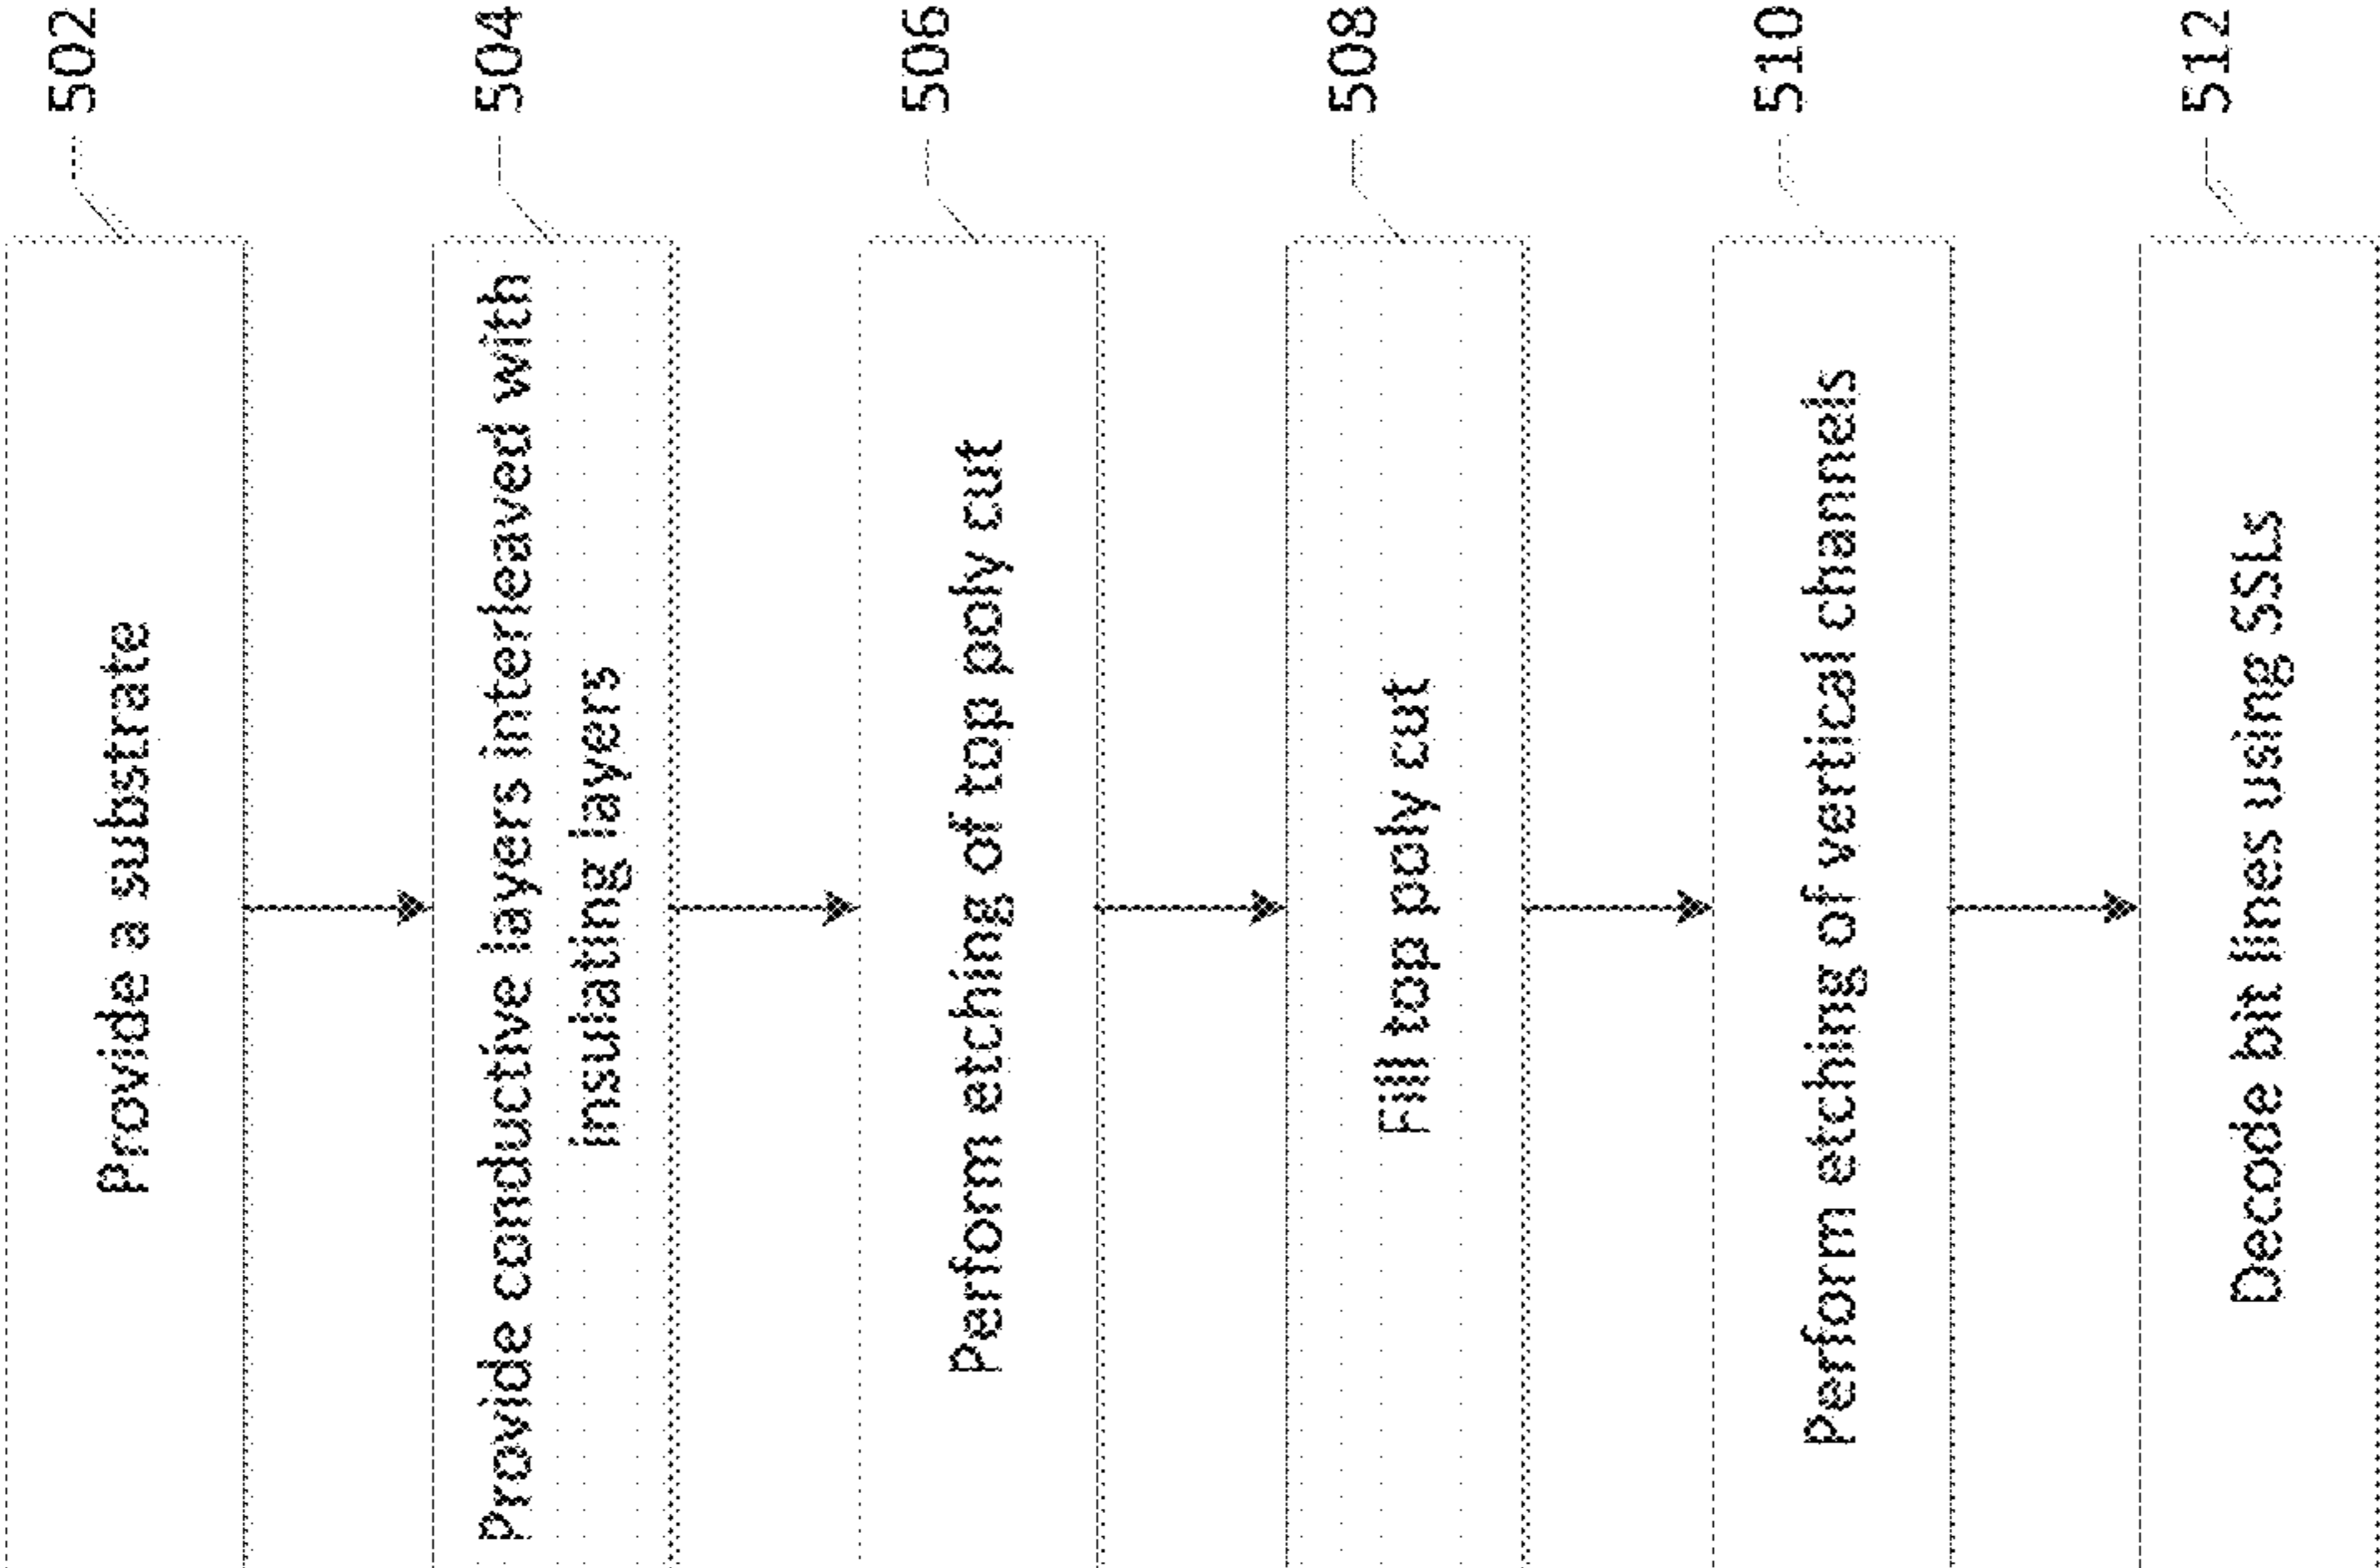 502
Provide a substrate
504
Provide conductive layers interleaved with
insulating layers
506
Perform etching of top poly cut
508
Fill top poly cut
510
Perform etching of vertical channels
512
Decode bit lines using SSLs